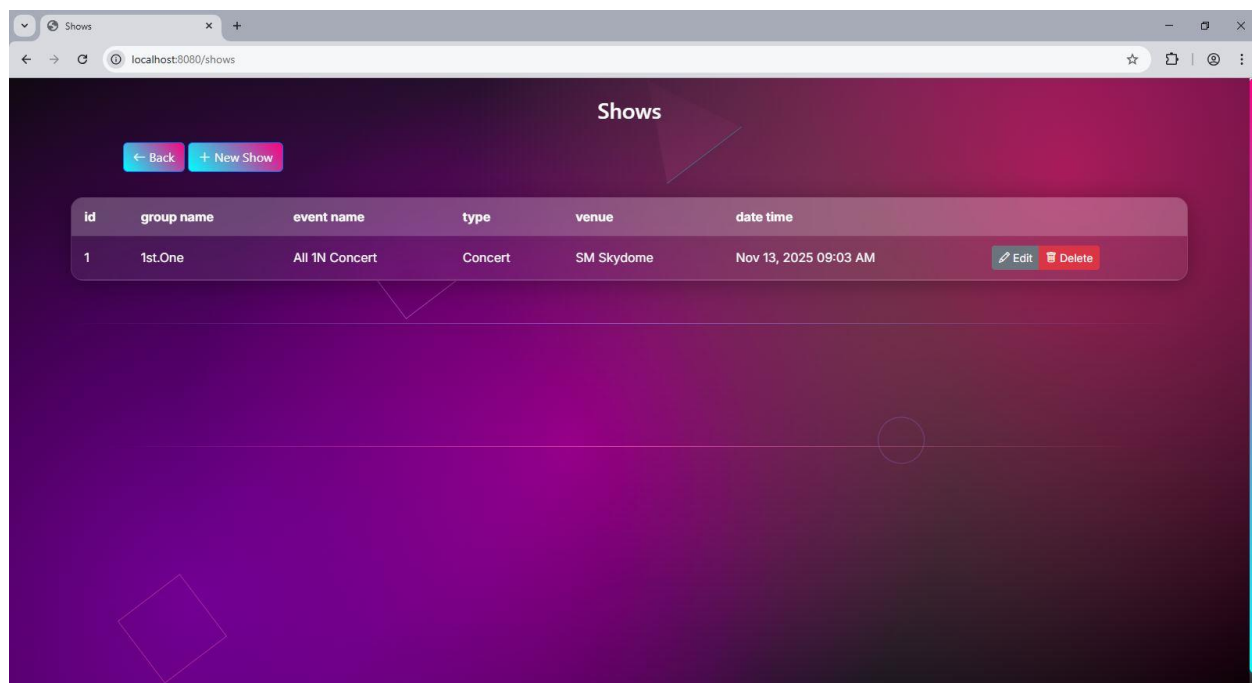 Shows
localhost:8080/shows
Shows
← Back + New Show
id group name event name type venue date time
1 1st.One All 1N Concert Concert SM Skydome Nov 13, 2025 09:03 AM Edit Delete